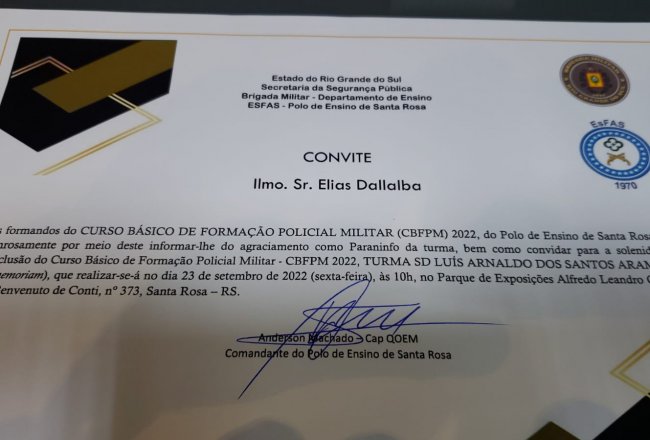 Estado do Rio Grande do Sul
Secretaria da Segurança Pública
Brigada Militar - Departamento de Ensino
ESFAS - Polo de Ensino de Santa Rosa
EsFAS
1970
CONVITE
Ilmo. Sr. Elias Dallalba
formandos do CURSO BÁSICO DE FORMAÇÃO POLICIAL MILITAR (CBFPM) 2022, do Polo de Ensino de Santa Rosa
por meio deste informar-lhe do agraciamento como Paraninfo da turma, bem como convidar para a
do Curso Básico de Formação Policial Militar - CBFPM 2022, TURMA SD LUÍS ARNALDO DOS SANTOS
que realizar-se-á no dia 23 de setembro de 2022 (sexta-feira), às 10h, no Parque de Exposições Alfredo Leandro
Benvenuto de Conti, nº 373, Santa Rosa – RS.
Anderson Machado – Cap QOEM
Comandante do Polo de Ensino de Santa Rosa